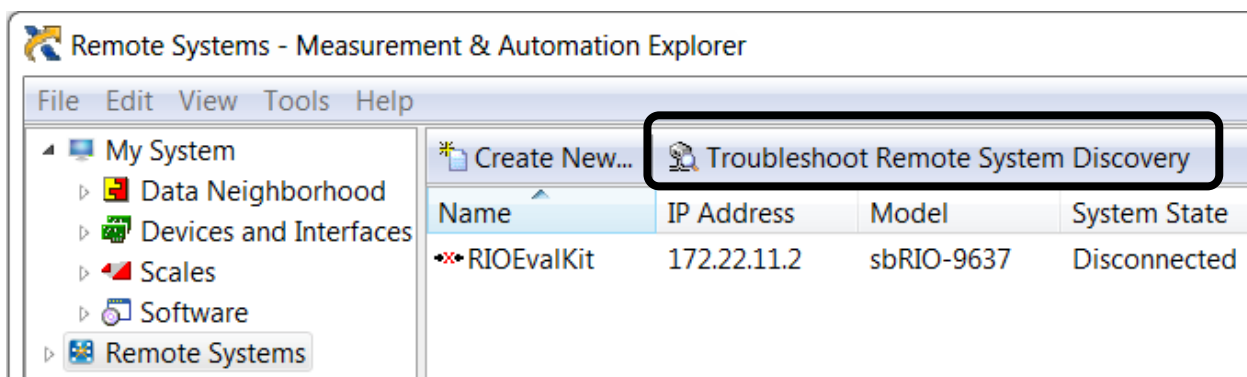 Remote Systems - Measurement & Automation Explorer
File Edit View Tools Help
My System
Data Neighborhood
Devices and Interfaces
Scales
Software
Remote Systems
Create New... Troubleshoot Remote System Discovery
Name IP Address Model System State
RIOEvalKit 172.22.11.2 sbRIO-9637 Disconnected